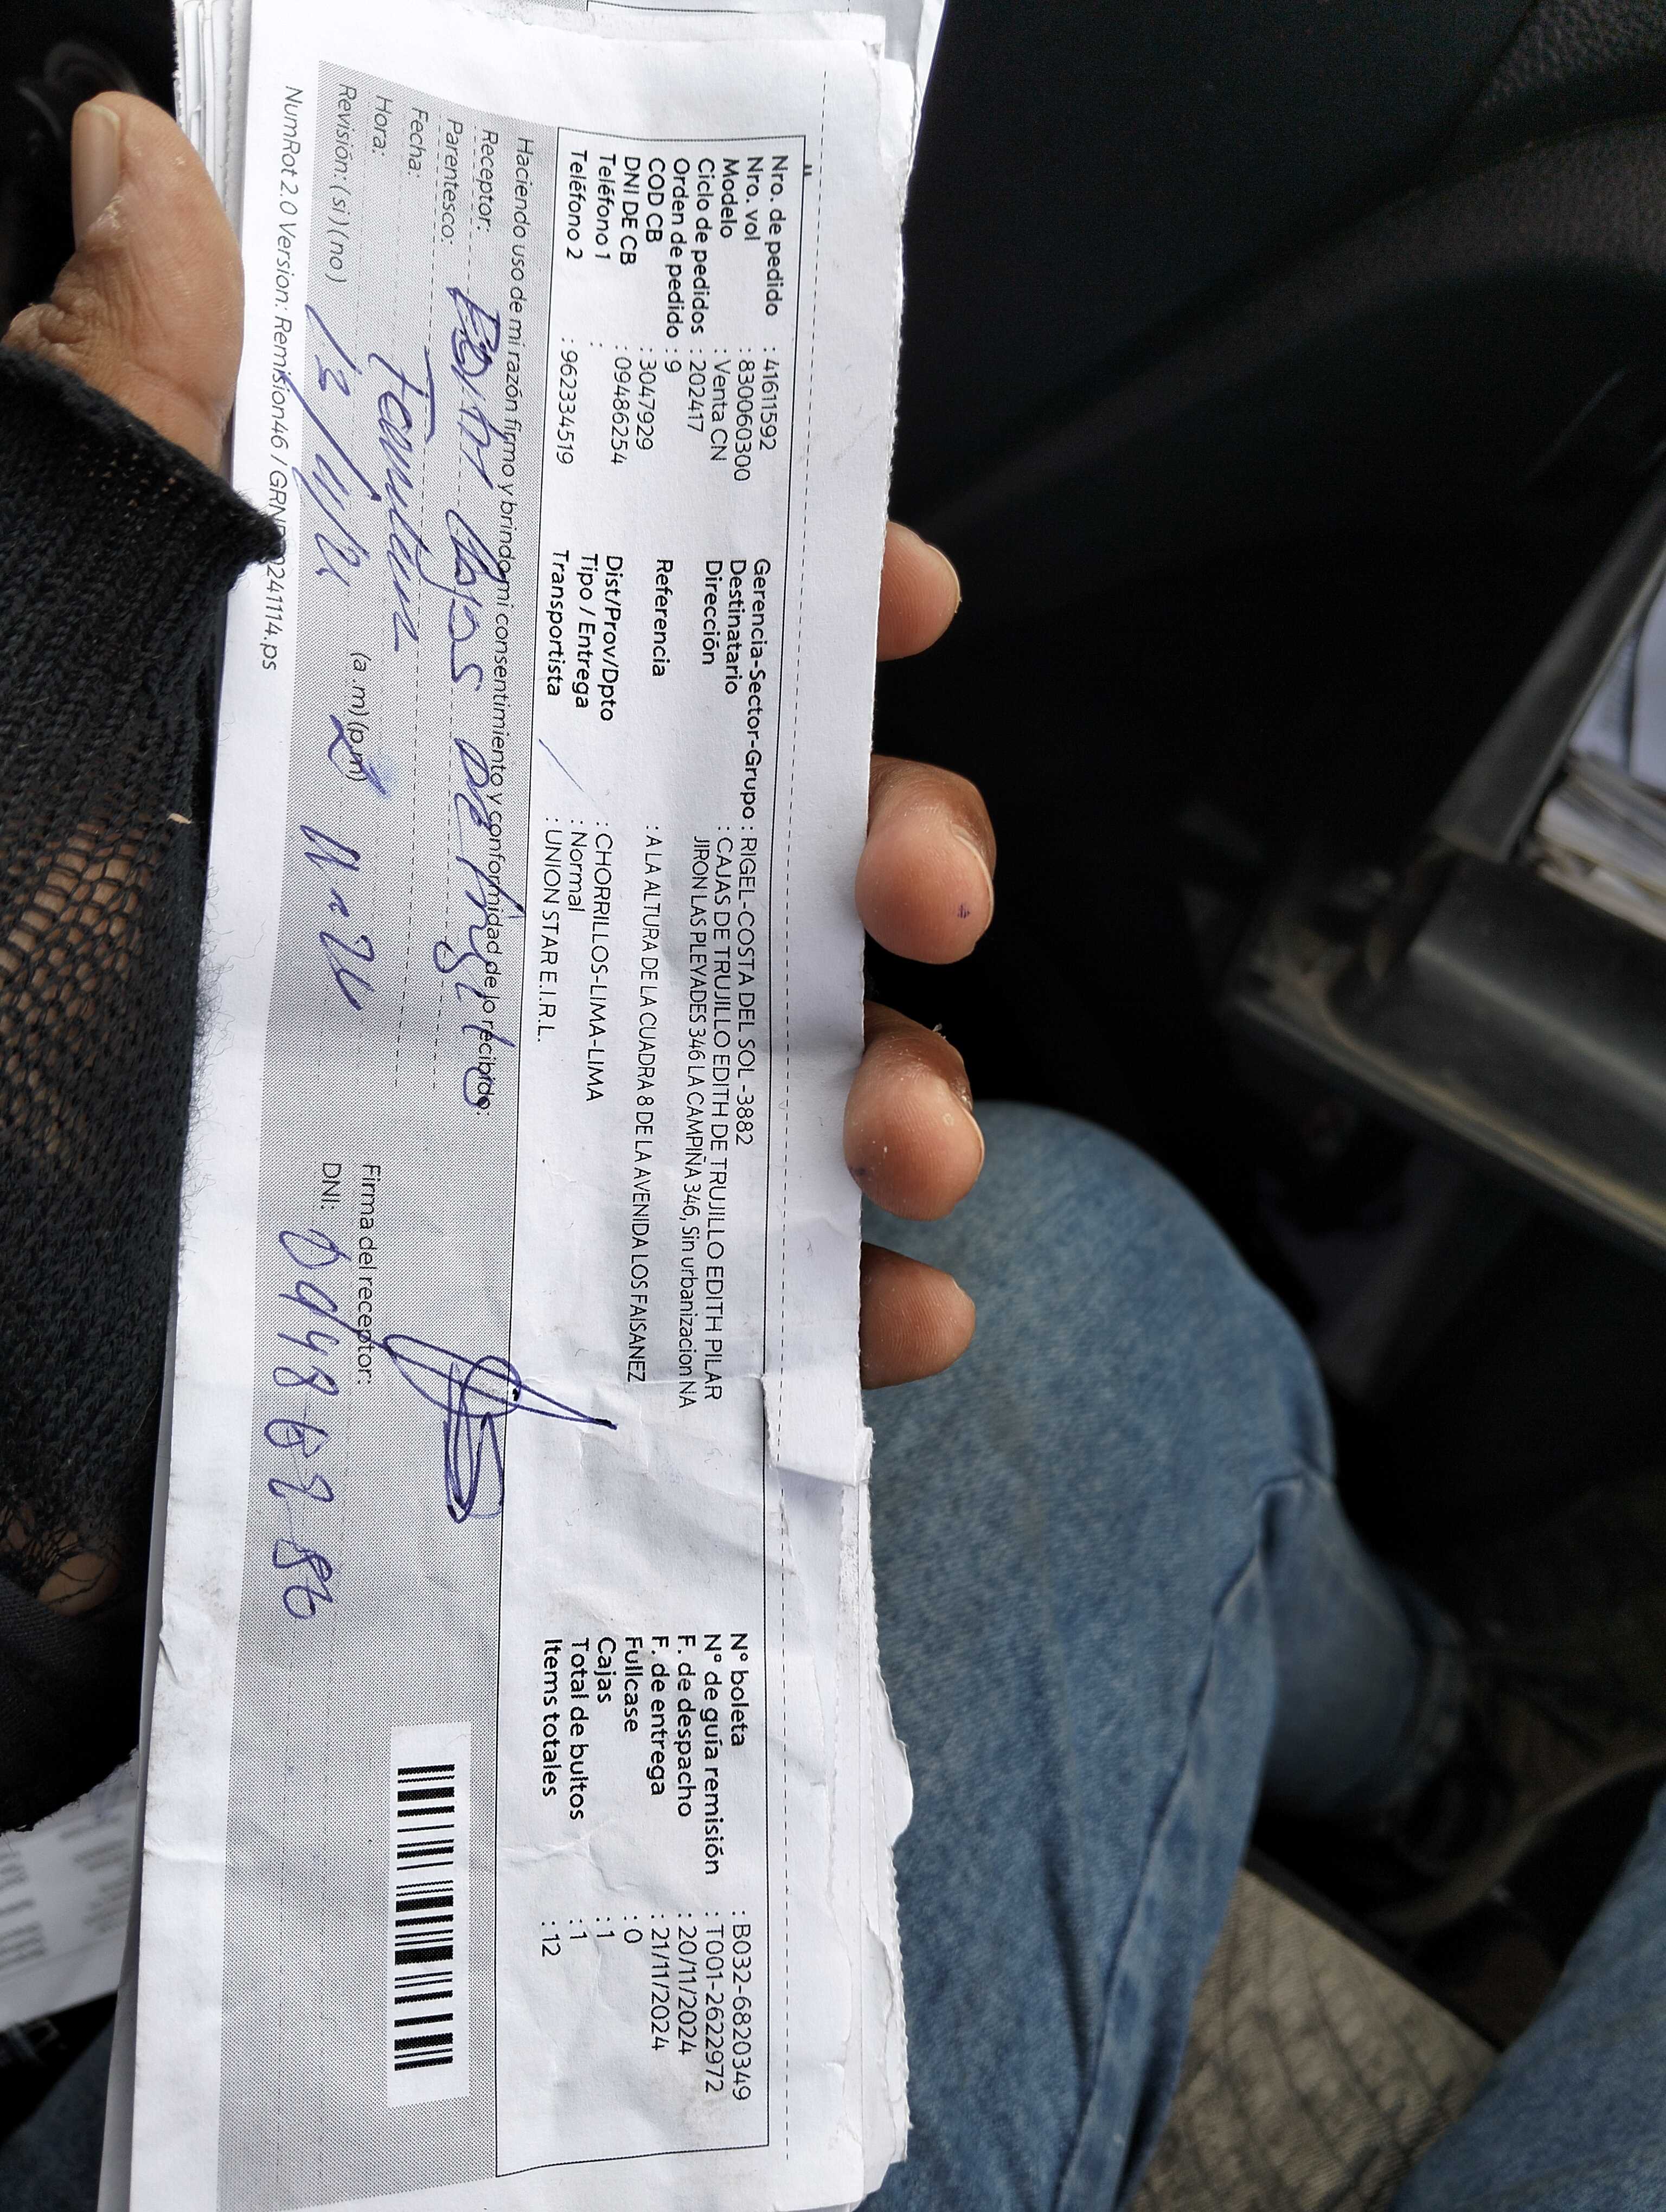 Nro. de pedido : 41611592
Nro. vol : 830060300
Modelo : Venta CN
Ciclo de pedidos : 202417
Orden de pedido : 9
COD CB : 3047929
DNI DE CB : 09486254
Teléfono 1 :
Teléfono 2 : 962334519
Gerencia-Sector-Grupo : RIGEL-COSTA DEL SOL -3882
Destinatario : CAJAS DE TRUJILLO EDITH DE TRUJILLO EDITH PILAR
Dirección JIRON LAS PLEYADES 346 LA CAMPIÑA 346, Sin urbanizacion NA
Referencia : A LA ALTURA DE LA CUADRA 8 DE LA AVENIDA LOS FAISANEZ
Dist/Prov/Dpto : CHORRILLOS-LIMA-LIMA
Tipo / Entrega : Normal
Transportista : UNION STAR E.I.R.L.
N° boleta : B032-6820349
N° de guía remisión : T001-2622972
F. de despacho : 20/11/2024
F. de entrega : 21/11/2024
Fullcase : 0
Cajas : 1
Total de bultos : 1
Items totales : 12
Haciendo uso de mi razón firmo y brindo mi consentimiento y conformidad de lo recibido:
Receptor:
Parentesco:
Fecha:
Hora: (a.m)(p.m)
Revisión: (si) (no)
Firma del receptor:
DNI:
NumRot 2.0 Version: Remision46 /